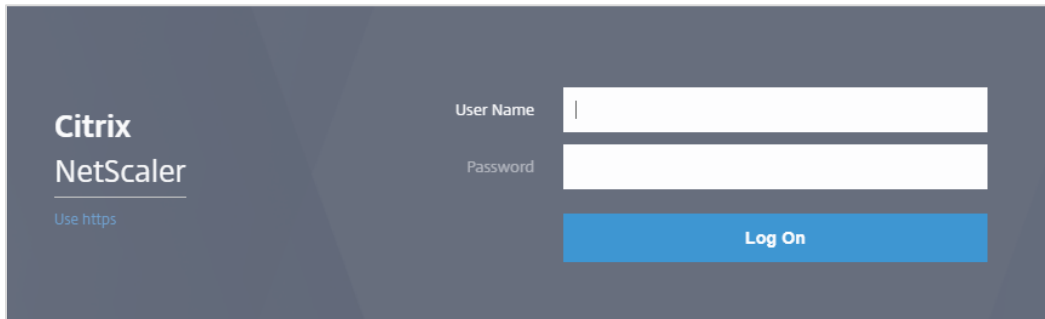 Citrix
NetScaler
Use https
User Name
Password
Log On